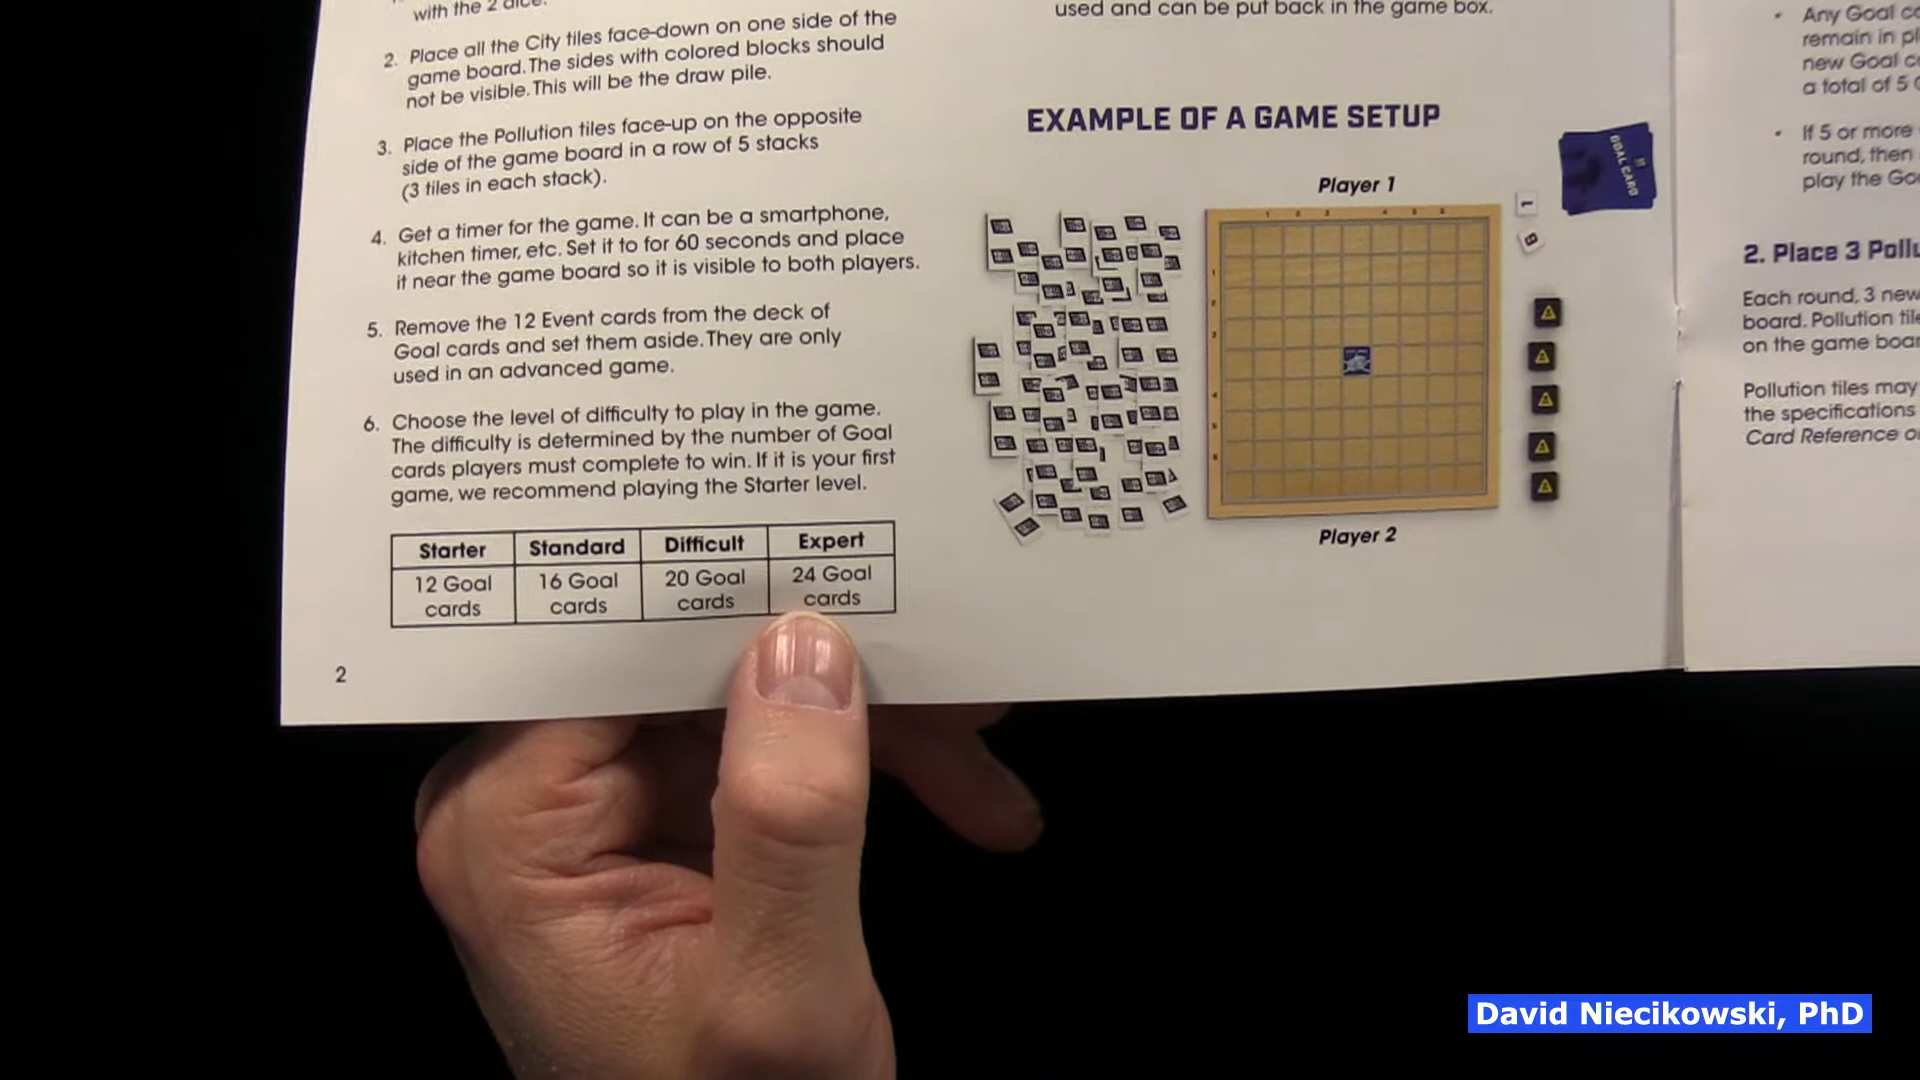 with the 2 dice.
2. Place all the City tiles face-down on one side of the
game board. The sides with colored blocks should
not be visible. This will be the draw pile.
3. Place the Pollution tiles face-up on the opposite
side of the game board in a row of 5 stacks
(3 tiles in each stack).
4. Get a timer for the game. It can be a smartphone,
kitchen timer, etc. Set it to for 60 seconds and place
it near the game board so it is visible to both players.
5. Remove the 12 Event cards from the deck of
Goal cards and set them aside. They are only
used in an advanced game.
6. Choose the level of difficulty to play in the game.
The difficulty is determined by the number of Goal
cards players must complete to win. If it is your first
game, we recommend playing the Starter level.
Starter Standard Difficult Expert
12 Goal 16 Goal 20 Goal 24 Goal
cards cards cards cards
2
used and can be put back in the game box.
EXAMPLE OF A GAME SETUP
GOAL CARD
Player 1
Player 2
• Any Goal
remain in
new Goal
a total of 5
• If 5 or more
round, then
play the
2. Place 3
Each round, 3 new
board. Pollution
on the game
Pollution tiles may
the specifications
Card Reference
David Niecikowski, PhD